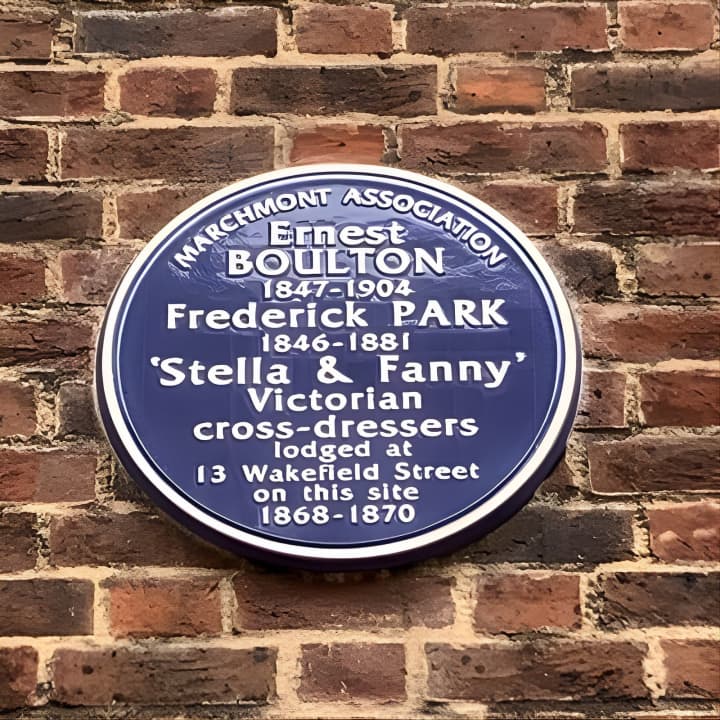 MARCHMONT ASSOCIATION
Ernest
BOULTON
1847-1904
Frederick PARK
1846-1881
'Stella & Fanny'
Victorian
cross-dressers
lodged at
13 Wakefield Street
on this site
1868-1870